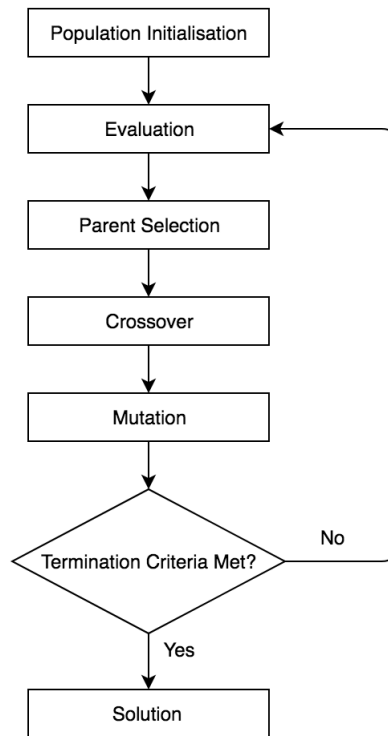 Population Initialisation
Evaluation
Parent Selection
Crossover
Mutation
Termination Criteria Met?
No
Yes
Solution